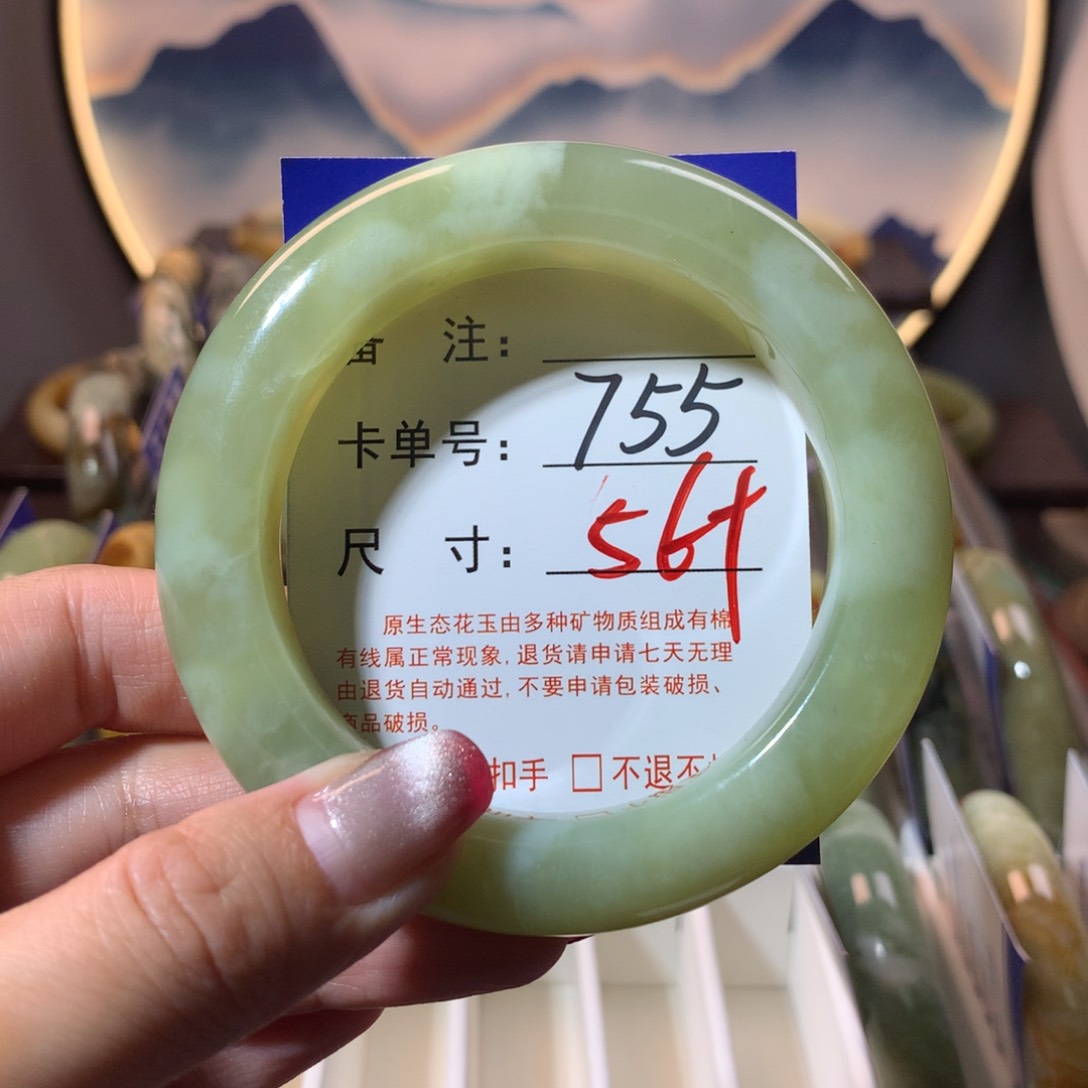 备 注：
卡单号： 755
尺 寸： 56+
原生态花玉由多种矿物质组成有棉
有线属正常现象,退货请申请七天无理
由退货自动通过,不要申请包装破损、
商品破损。
扣手 □不退不